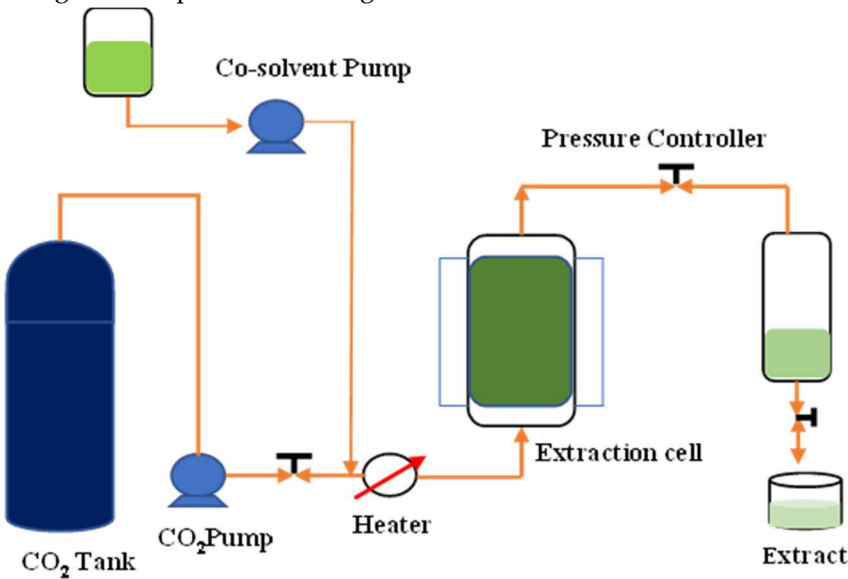 Co-solvent Pump
Pressure Controller
Extraction cell
Heater
CO₂Pump
CO₂ Tank
Extract